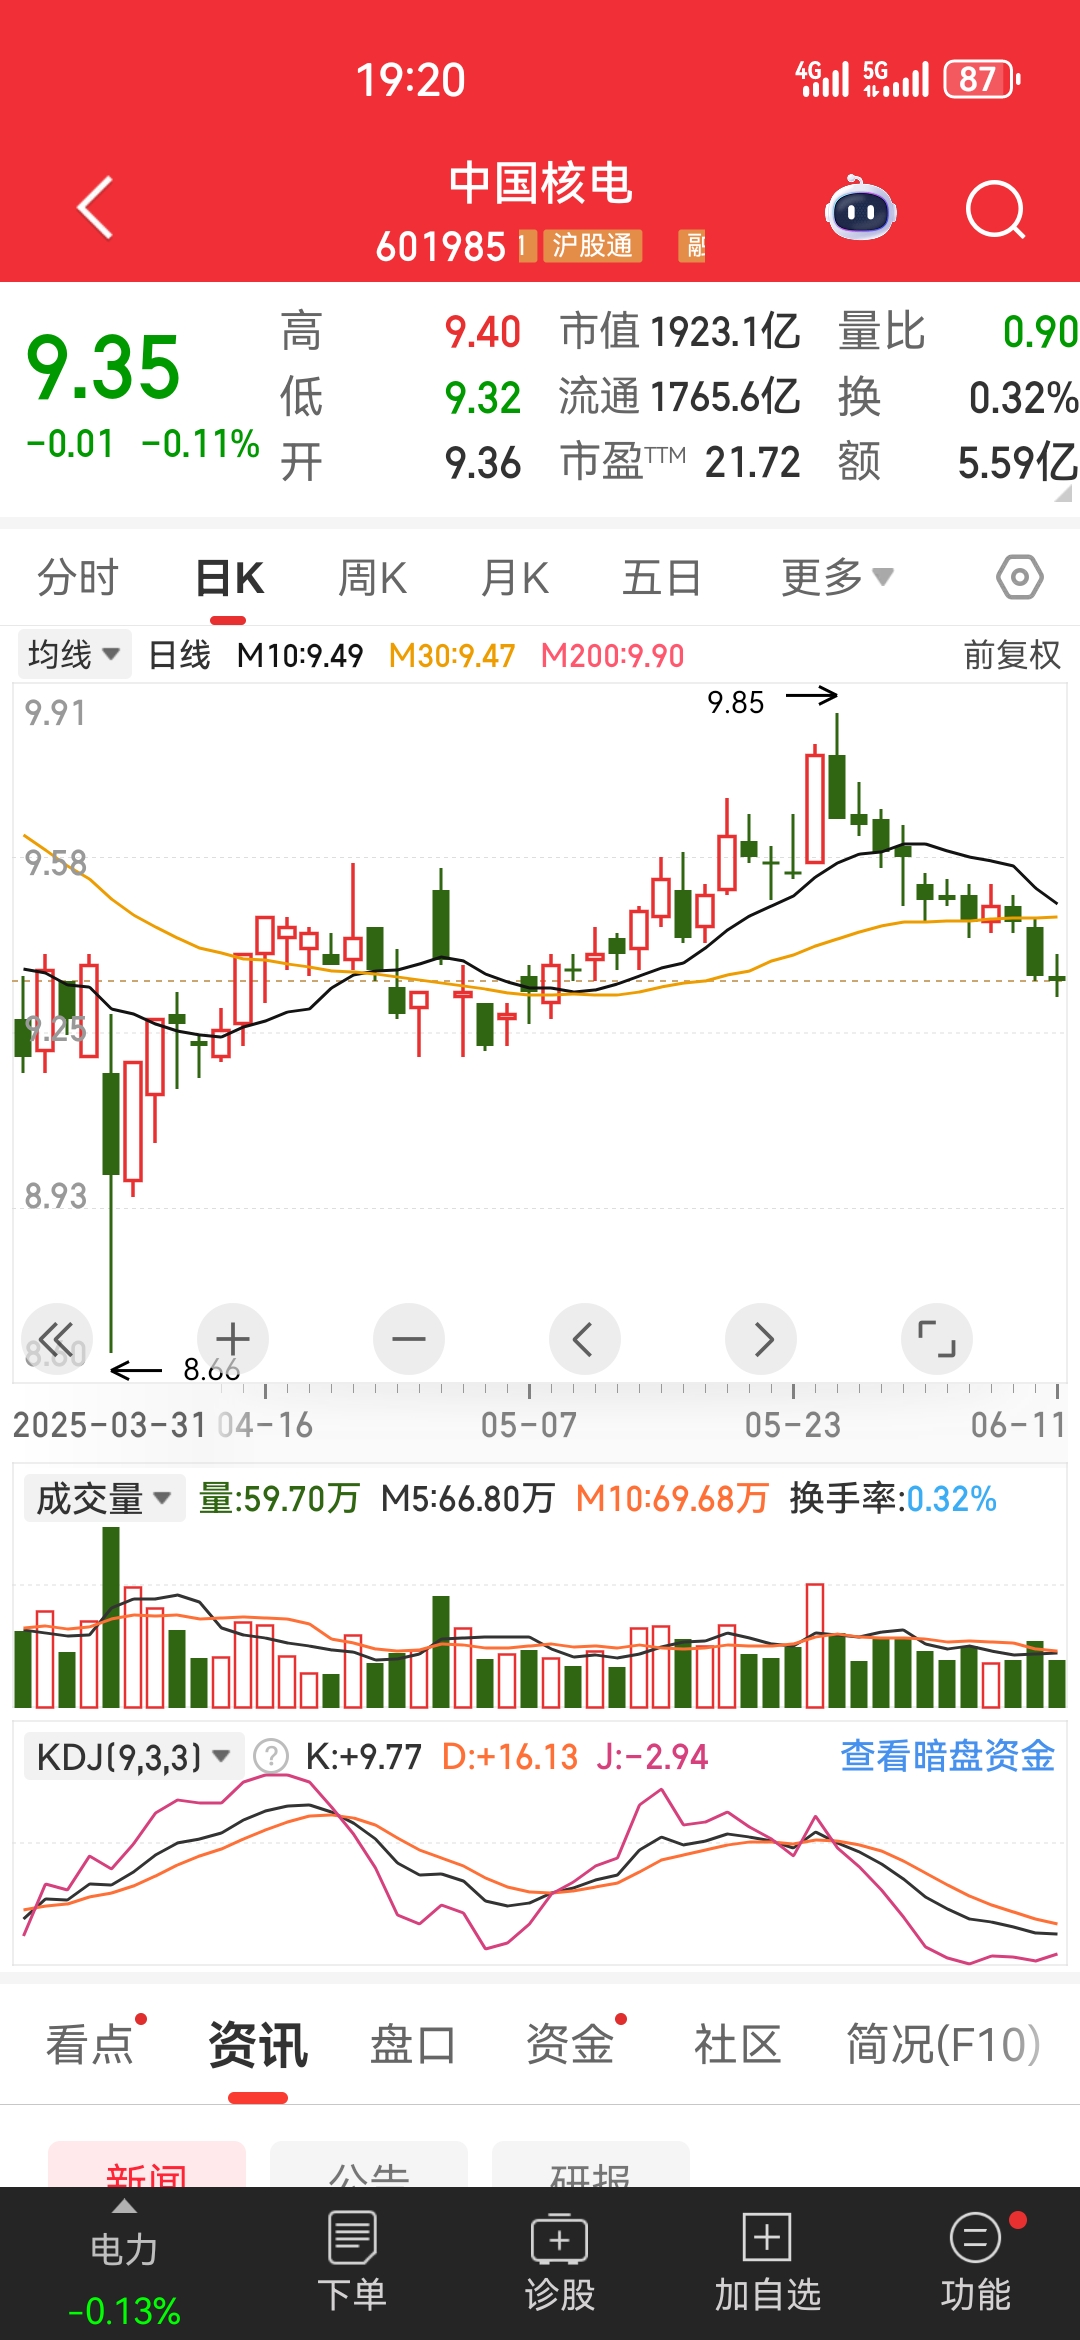 19:20 4G 5G 87
中国核电
601985 1 沪股通 融
9.35 高 9.40 市值 1923.1亿 量比 0.90
低 9.32 流通 1765.6亿 换 0.32%
-0.01 -0.11% 开 9.36 市盈TTM 21.72 额 5.59亿
分时 日K 周K 月K 五日 更多
均线 日线 M10:9.49 M30:9.47 M200:9.90 前复权
9.91 9.85
9.58
9.25
8.93
8.60 8.66
2025-03-31 04-16 05-07 05-23 06-11
成交量 量:59.70万 M5:66.80万 M10:69.68万 换手率:0.32%
KDJ(9,3,3) ? K:+9.77 D:+16.13 J:-2.94 查看暗盘资金
看点 资讯 盘口 资金 社区 简况(F10)
新闻 公告 研报
电力 下单 诊股 加自选 功能
-0.13%